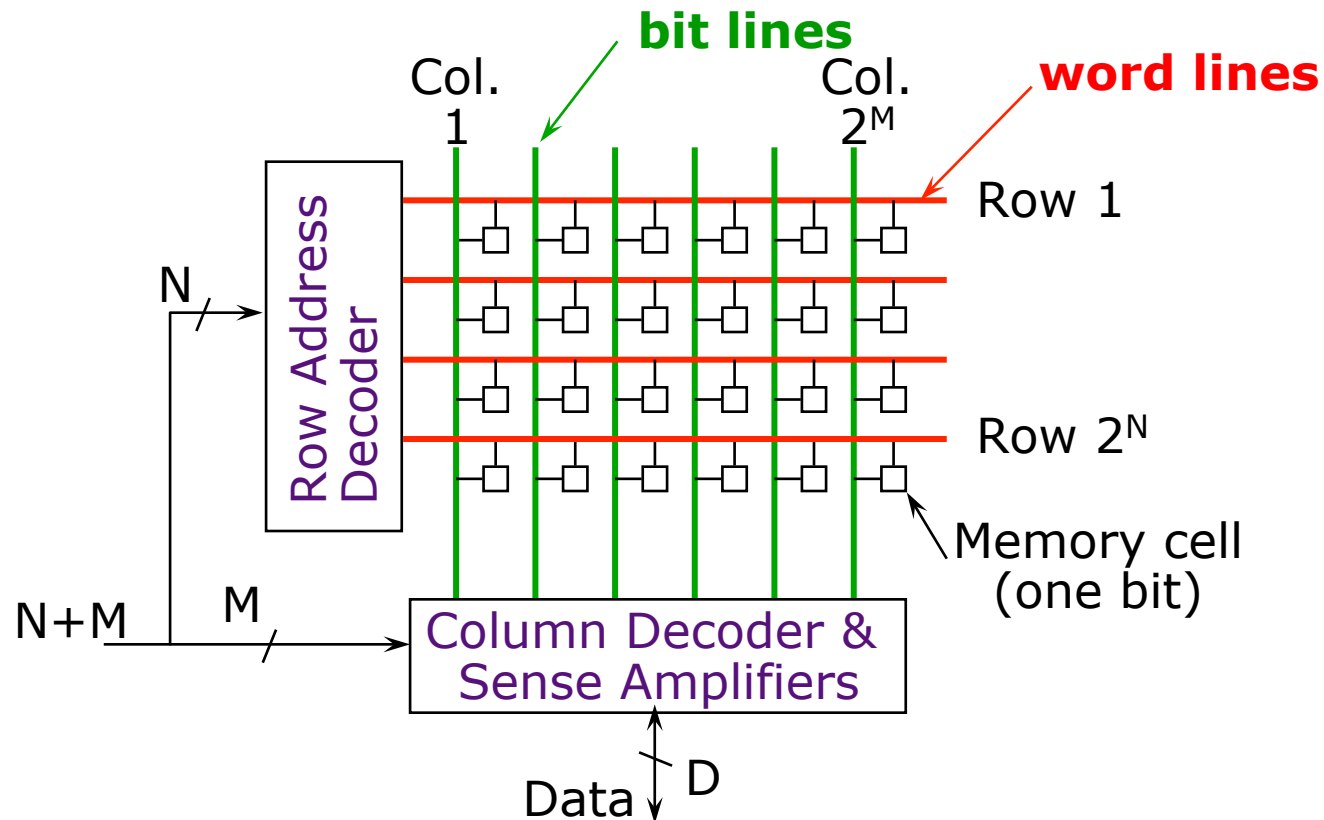 bit lines
word lines
Col.
1
Col.
2ᴹ
Row 1
Row Address
Decoder
N
Row 2ᴺ
Memory cell
(one bit)
N+M
M
Column Decoder &
Sense Amplifiers
D
Data